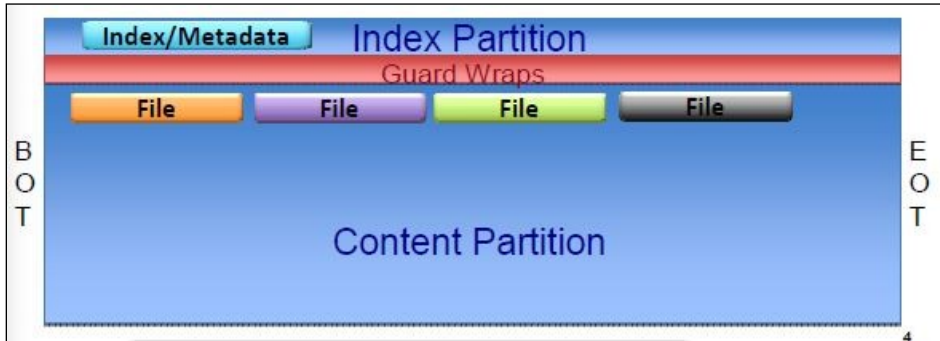 Index/Metadata Index Partition
Guard Wraps
File File File File
B
O
T
E
O
T
Content Partition
4